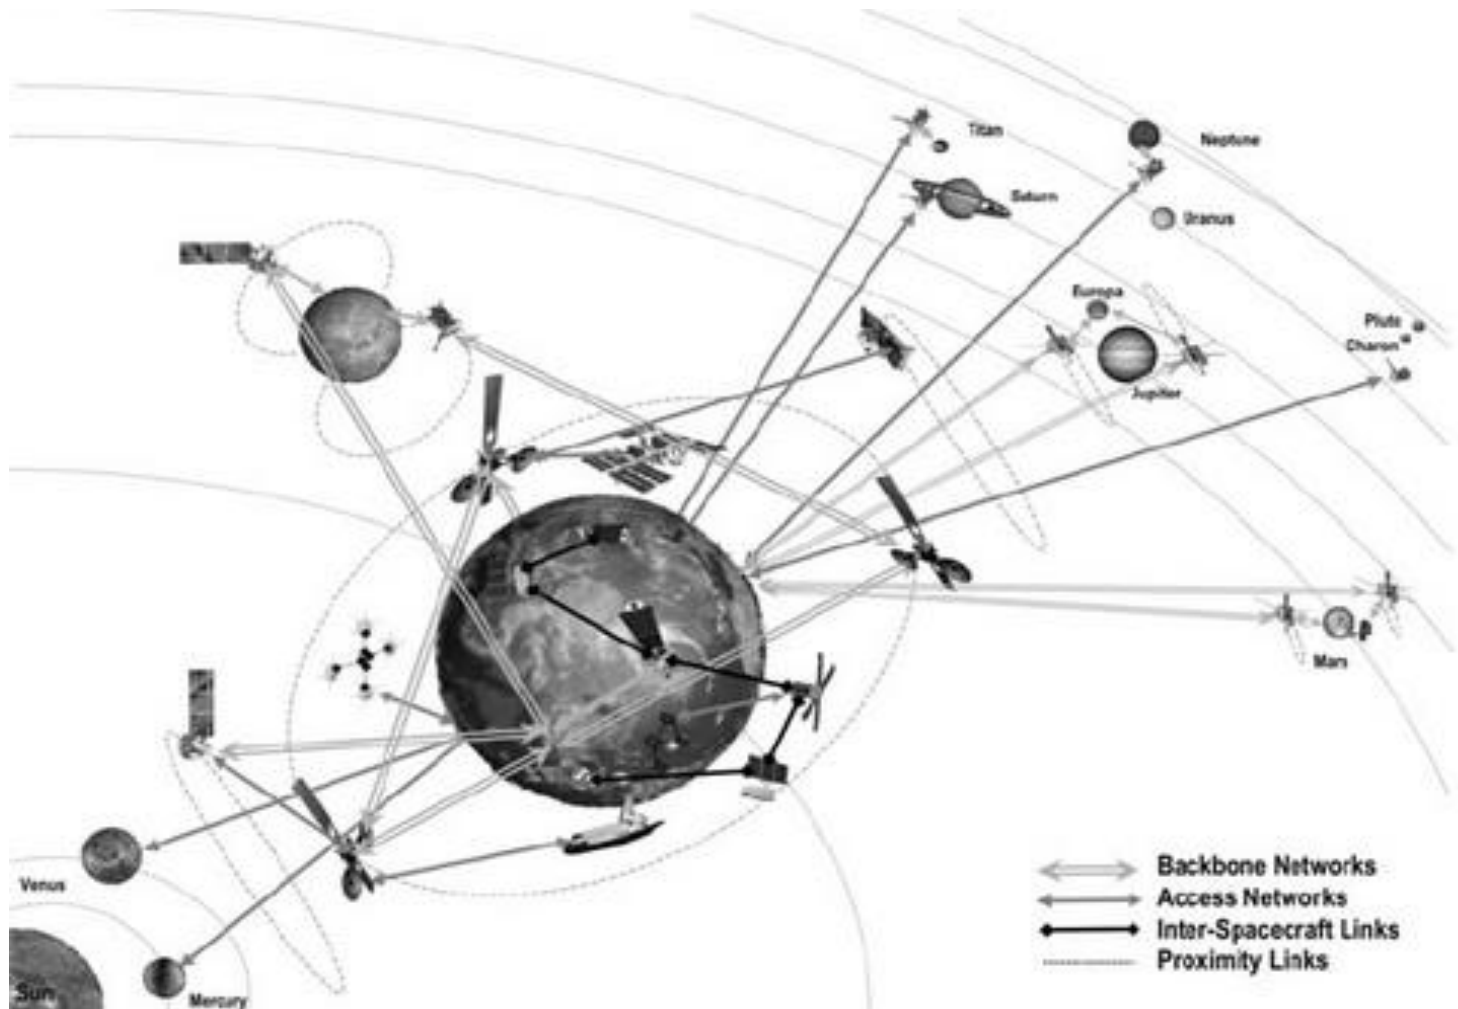 Titan
Neptune
Saturn
Uranus
Europa
Pluto
Charon
Jupiter
Mars
Venus
Sun
Mercury
Backbone Networks
Access Networks
Inter-Spacecraft Links
Proximity Links